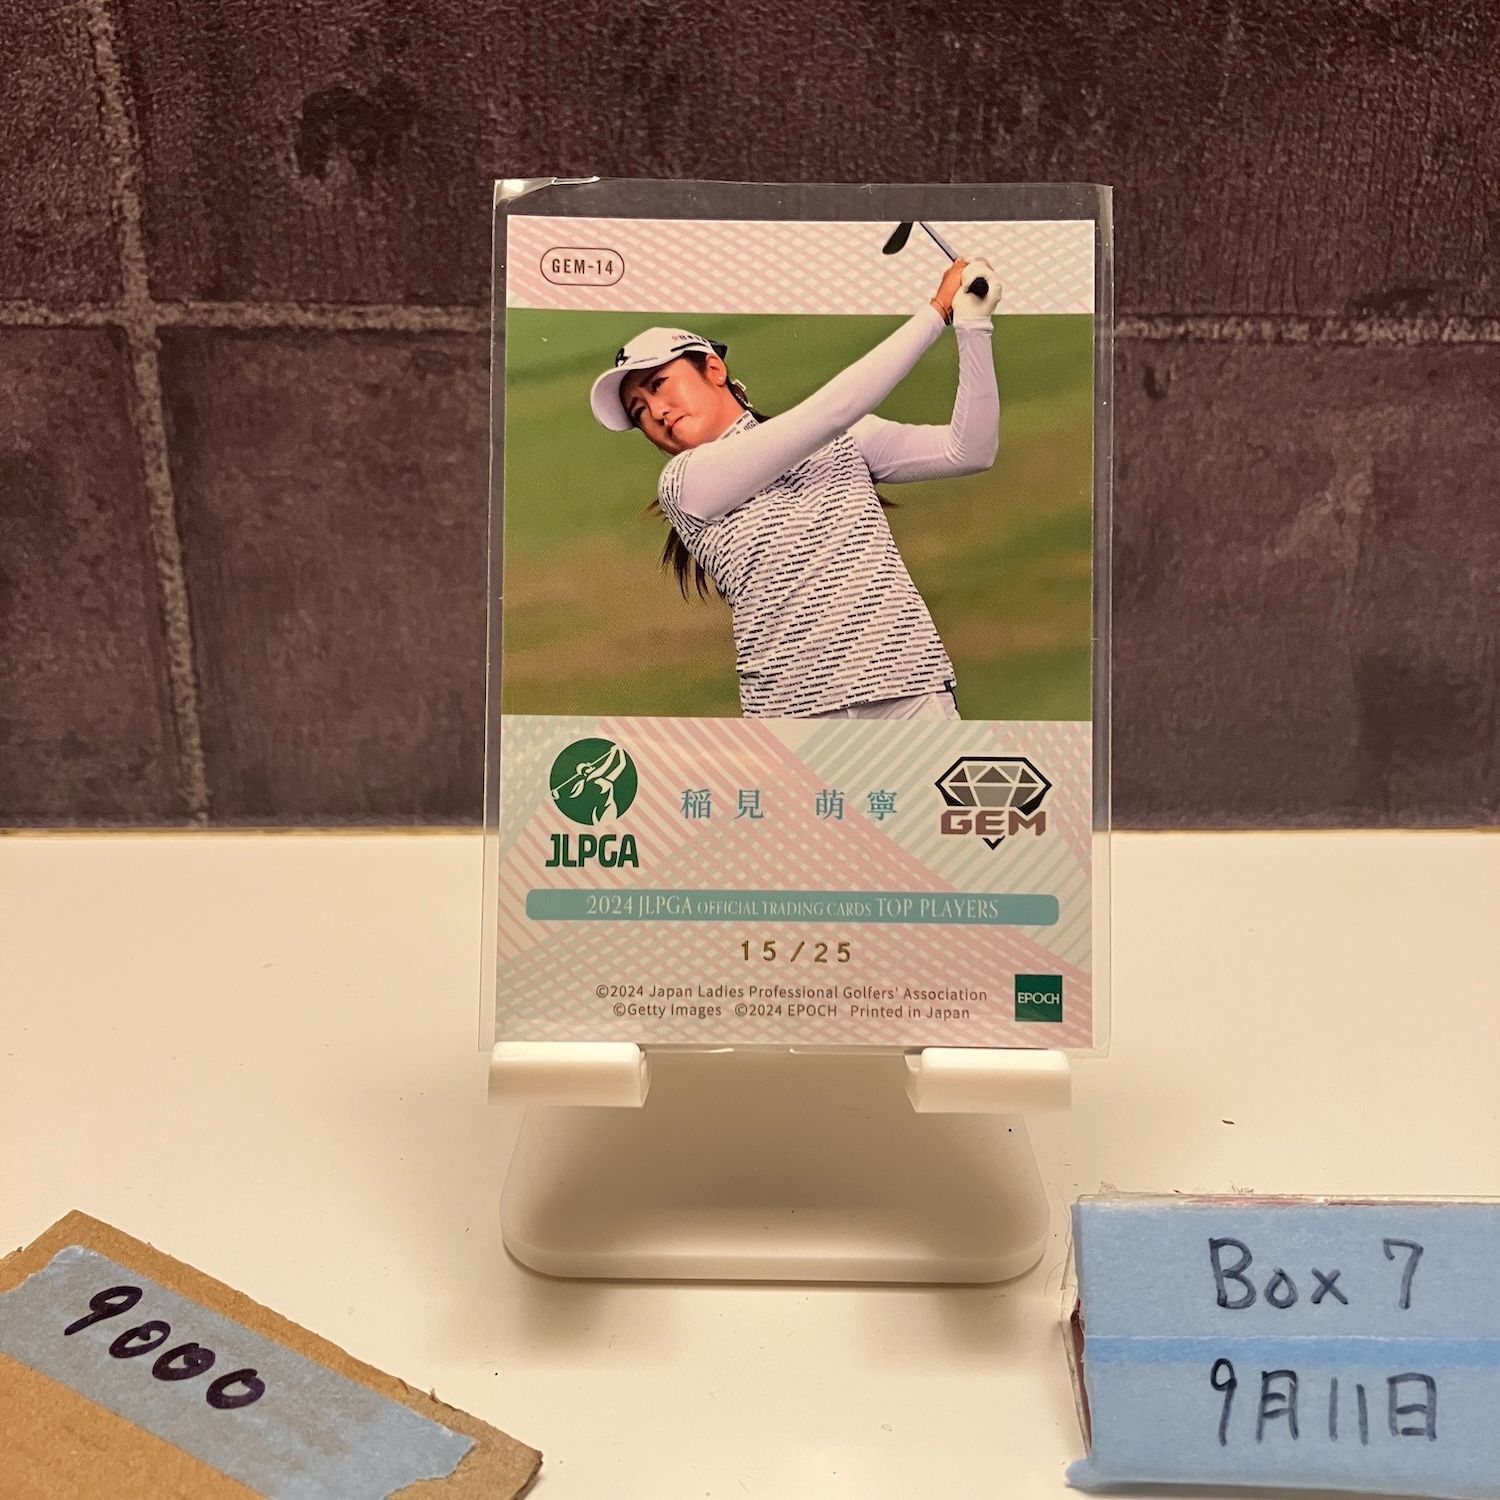 GEM-14
new balance
JLPGA
稲見 萌寧
GEM
2024 JLPGA OFFICIAL TRADING CARDS TOP PLAYERS
15/25
©2024 Japan Ladies Professional Golfers' Association
©Getty Images ©2024 EPOCH Printed in Japan
EPOCH
9000
Box 7
9月11日